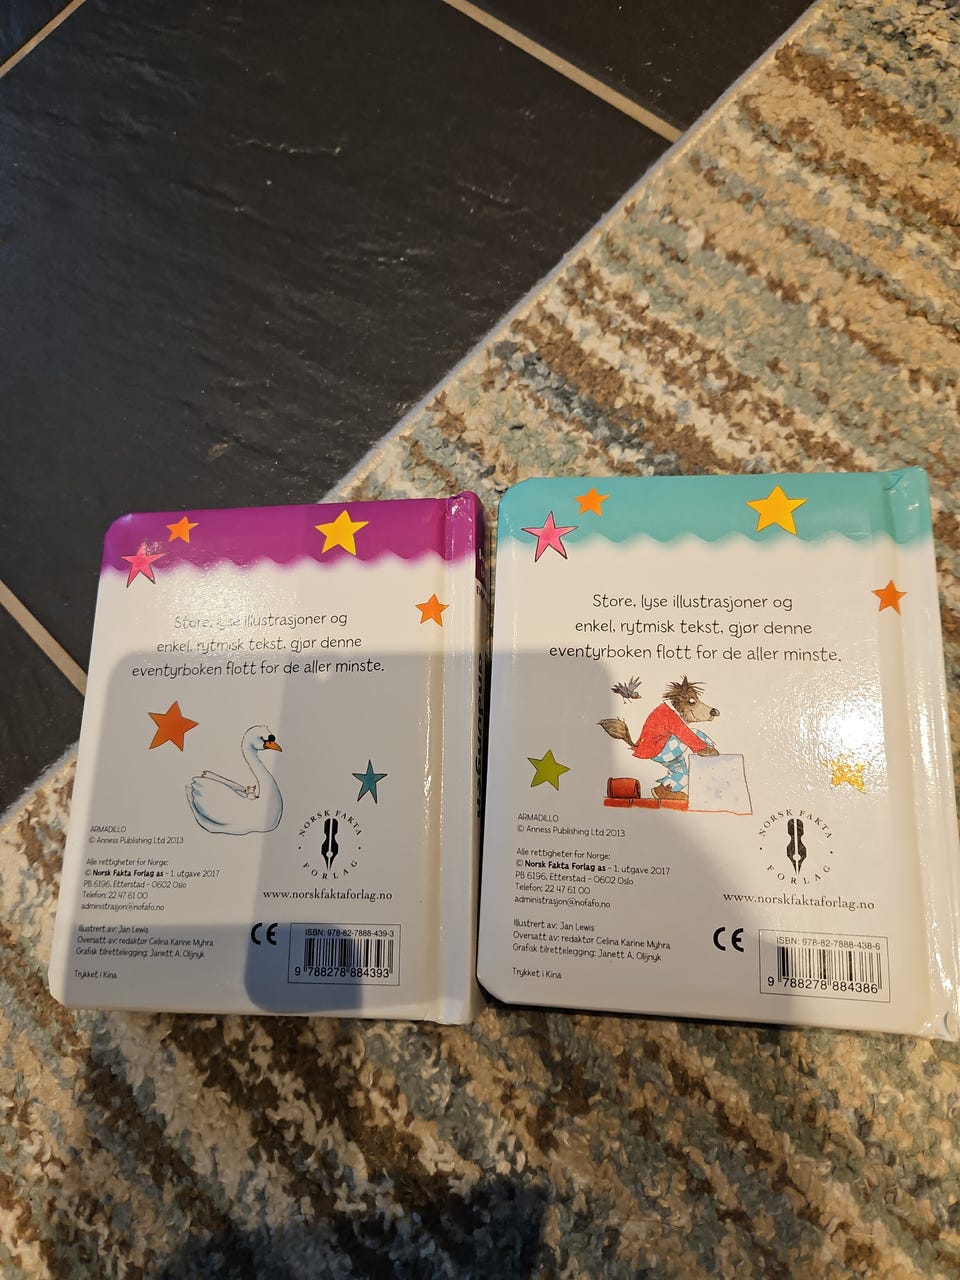 Store, lyse illustrasjoner og
enkel, rytmisk tekst, gjør denne
eventyrboken flott for de aller minste.
ARMADILLO
© Anness Publishing Ltd 2013
Alle rettigheter for Norge:
© Norsk Fakta Forlag as - 1. utgave 2017
PB 6196, Etterstad - 0602 Oslo
Telefon: 22 47 61 00
administrasjon@nofafo.no
Illustrert av: Jan Lewis
Oversatt av: redaktør Celina Karine Myhra
Grafisk tilrettelegging: Janett A. Olijnyk
Trykket i Kina
NORSK FAKTA
FORLAG
www.norskfaktaforlag.no
CE
ISBN: 978-82-7888-439-3
9 788278 884393
Store, lyse illustrasjoner og
enkel, rytmisk tekst, gjør denne
eventyrboken flott for de aller minste.
ARMADILLO
© Anness Publishing Ltd 2013
Alle rettigheter for Norge:
© Norsk Fakta Forlag as - 1. utgave 2017
PB 6196, Etterstad - 0602 Oslo
Telefon: 22 47 61 00
administrasjon@nofafo.no
Illustrert av: Jan Lewis
Oversatt av: redaktør Celina Karine Myhra
Grafisk tilrettelegging: Janett A. Olijnyk
Trykket i Kina
NORSK FAKTA
FORLAG
www.norskfaktaforlag.no
CE
ISBN: 978-82-7888-438-6
9 788278 884386